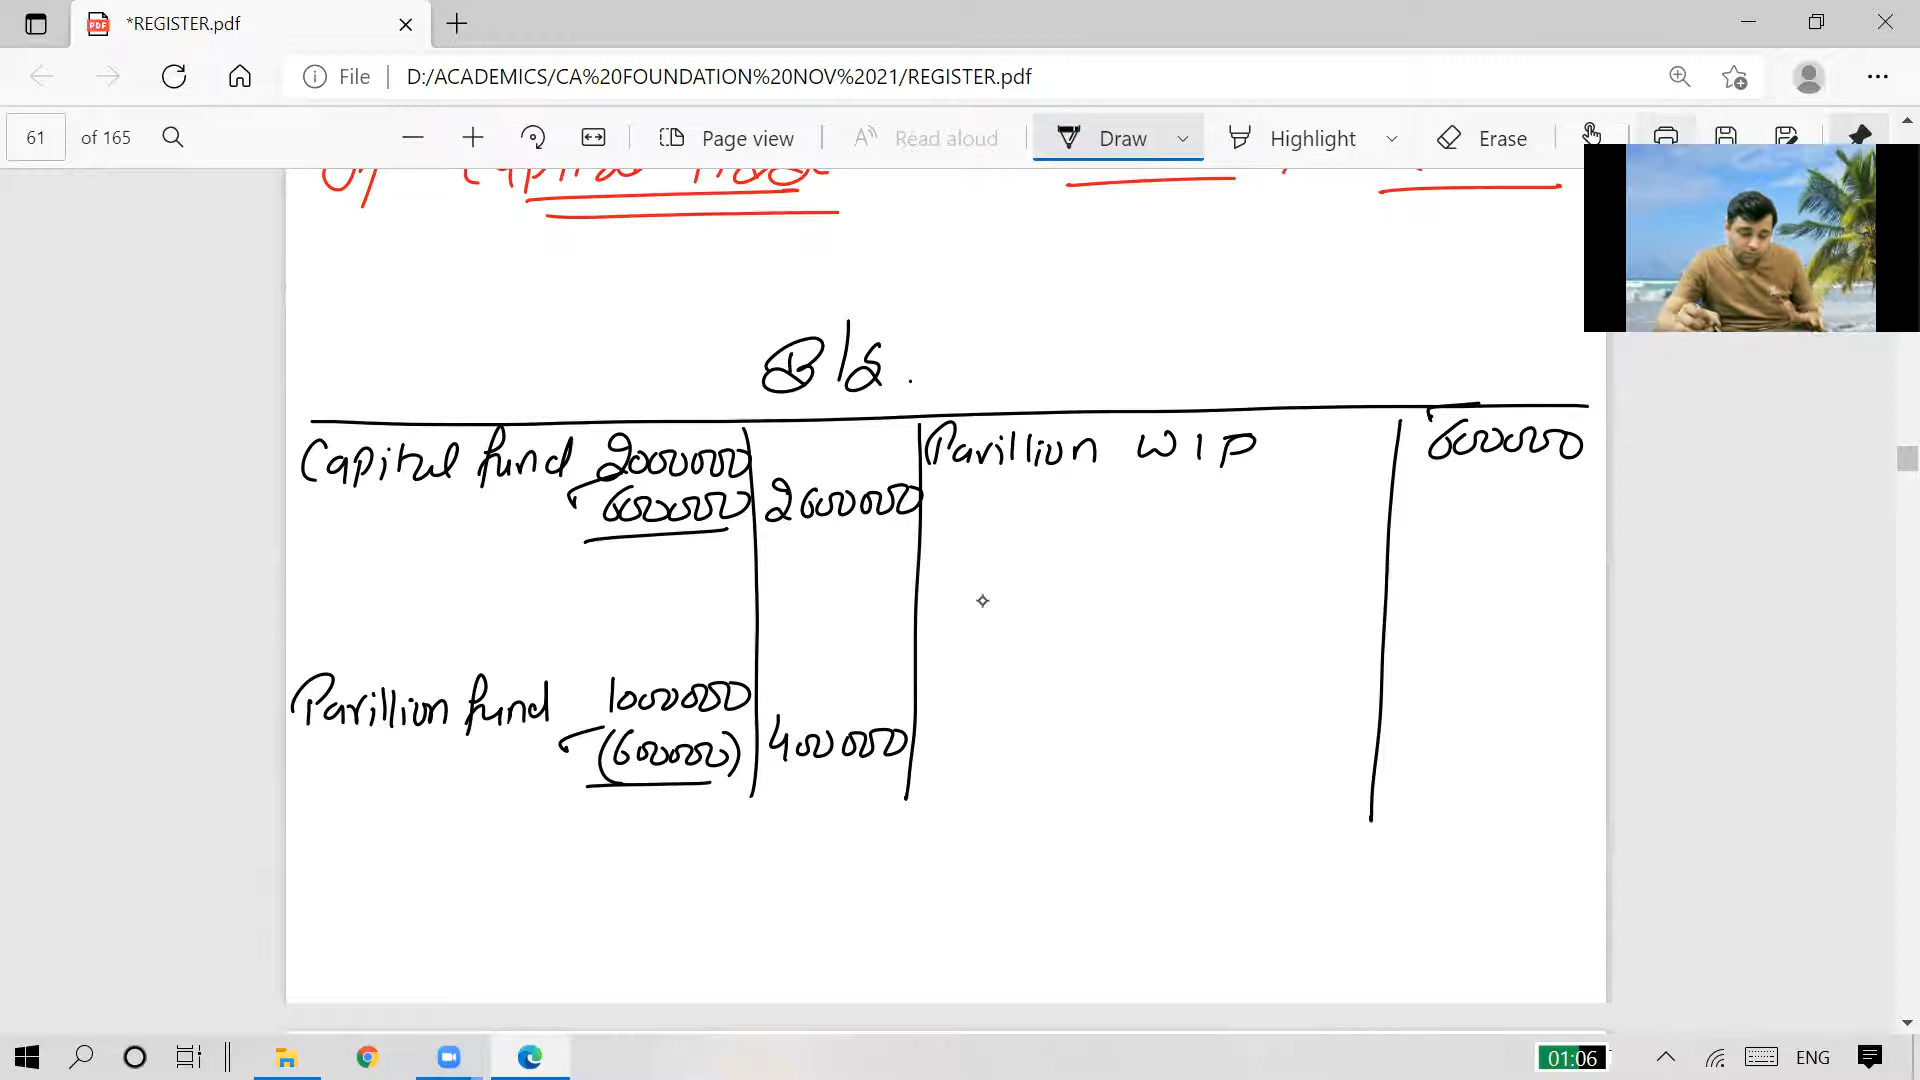 *REGISTER.pdf
File D:/ACADEMICS/CA%20FOUNDATION%20NOV%2021/REGISTER.pdf
61 of 165 Page view Read aloud Draw Highlight Erase
B/S.
Capital fund 2000000 Pavillion WIP 600000
600000 2600000
Pavillion fund 1000000
(600000) 400000
01:06 ENG